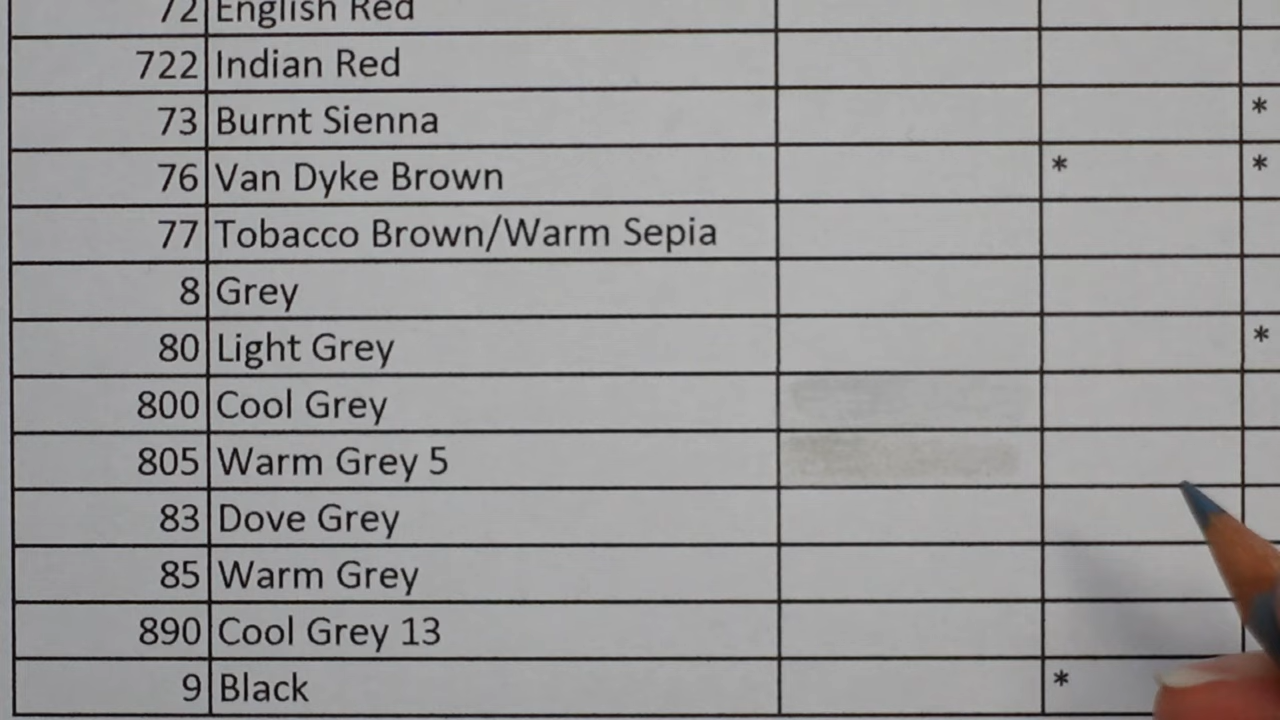 72 English Red
722 Indian Red
73 Burnt Sienna *
76 Van Dyke Brown * *
77 Tobacco Brown/Warm Sepia
8 Grey
80 Light Grey *
800 Cool Grey
805 Warm Grey 5
83 Dove Grey
85 Warm Grey
890 Cool Grey 13
9 Black *